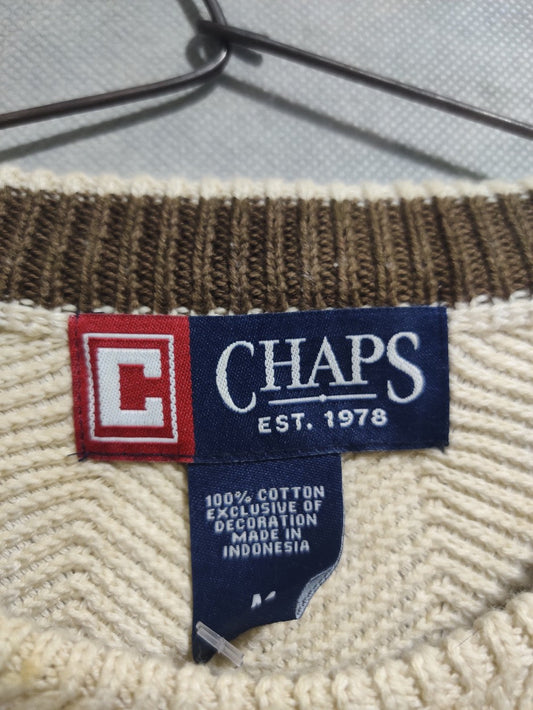 C
CHAPS
EST. 1978
100% COTTON
EXCLUSIVE OF
DECORATION
MADE IN
INDONESIA
M